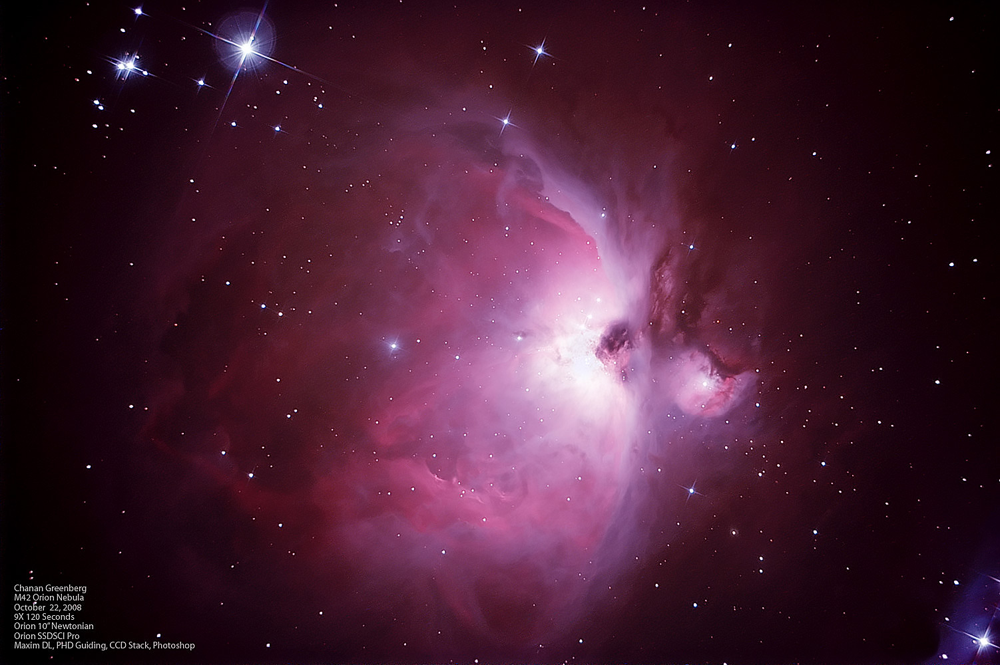 Chanan Greenberg
M42 Orion Nebula
October  22, 2008
9X 120 Seconds
Orion 10" Newtonian
Orion SSDSCI Pro
Maxim DL, PHD Guiding, CCD Stack, Photoshop